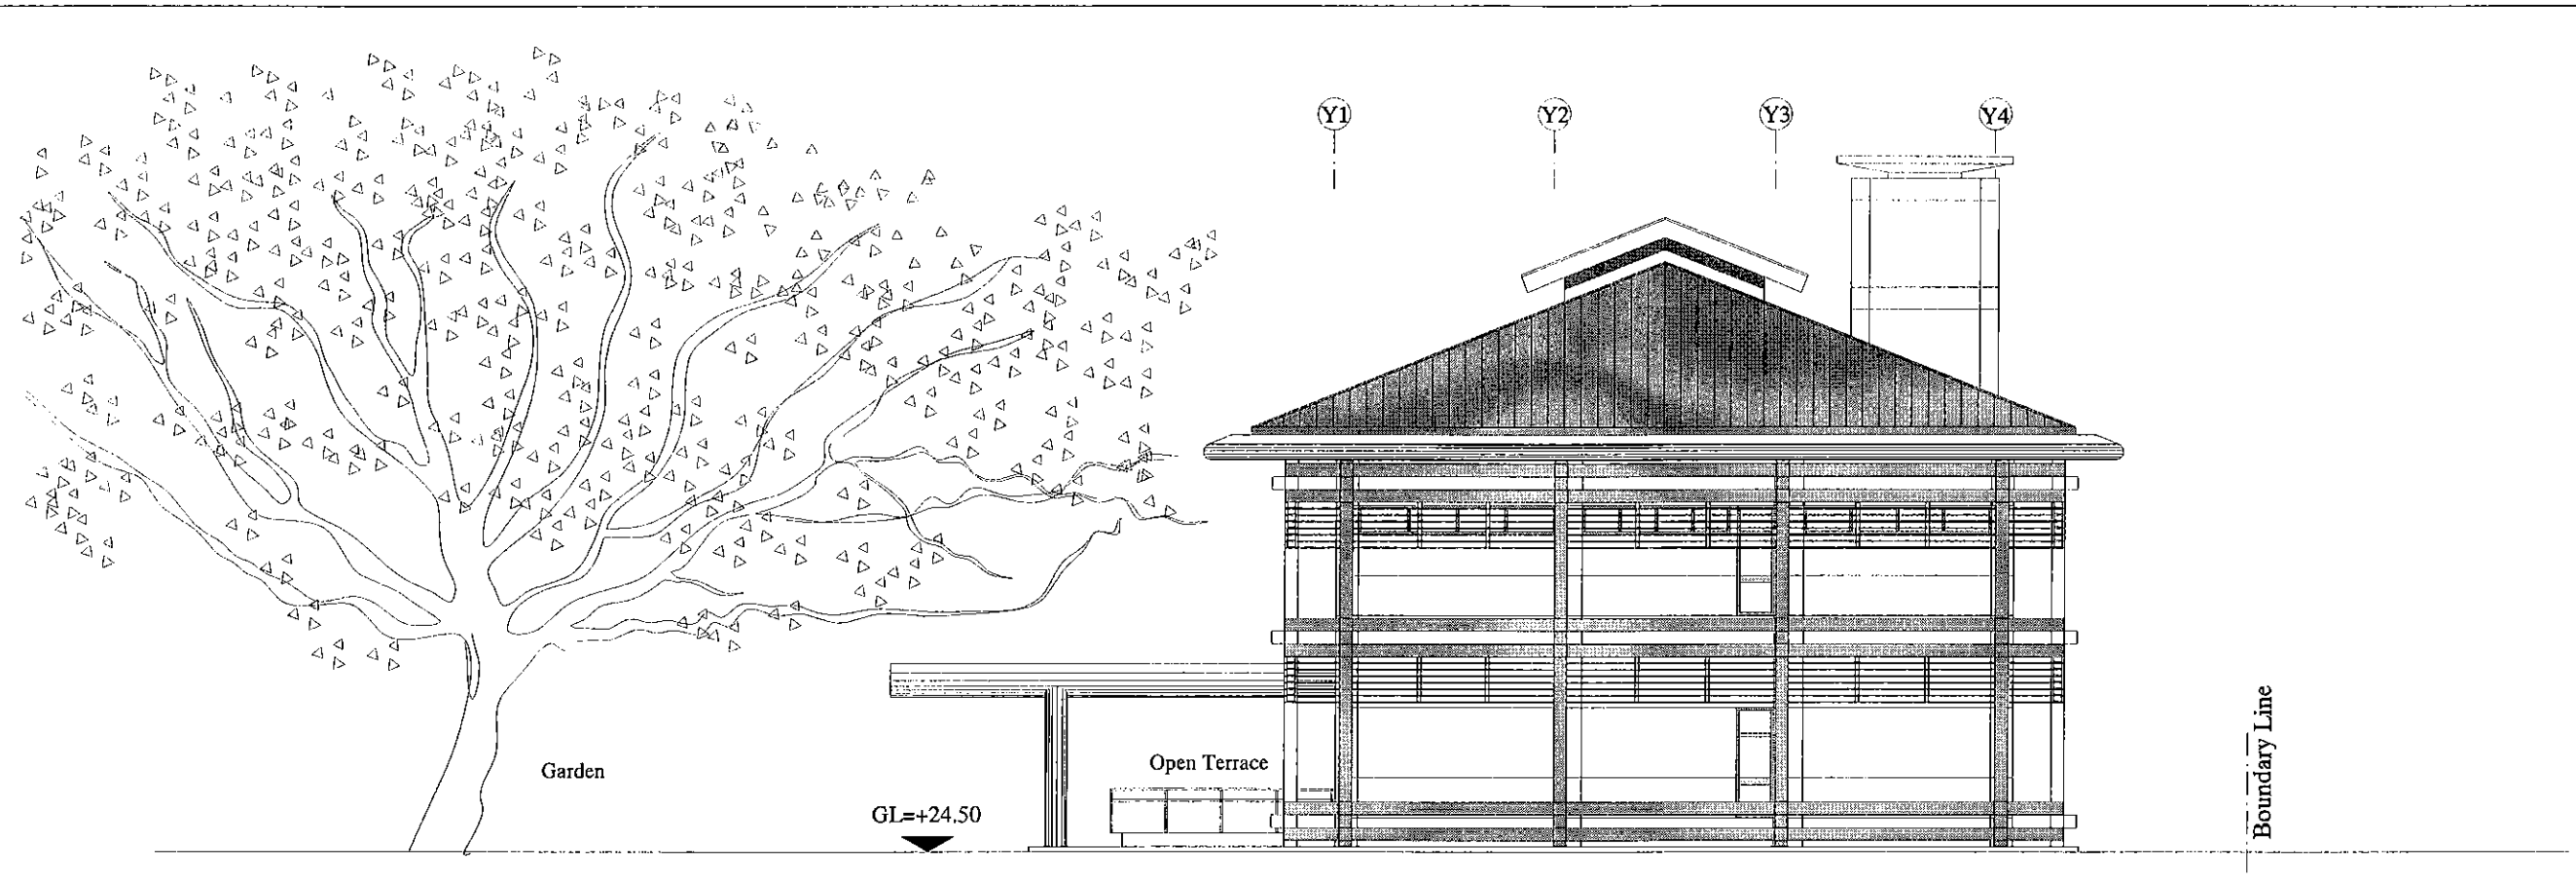 Y1
Y2
Y3
Y4
Garden
Open Terrace
GL=+24.50
Boundary Line